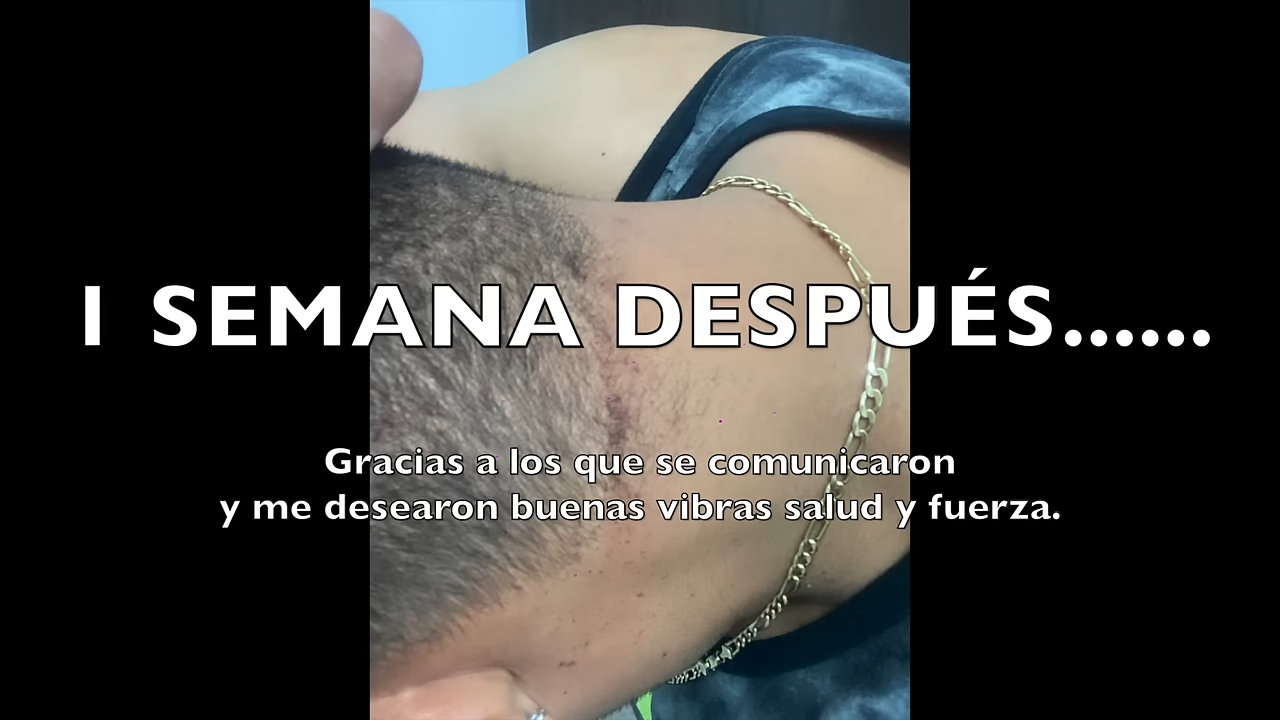 1 SEMANA DESPUÉS......
Gracias a los que se comunicaron
y me desearon buenas vibras salud y fuerza.